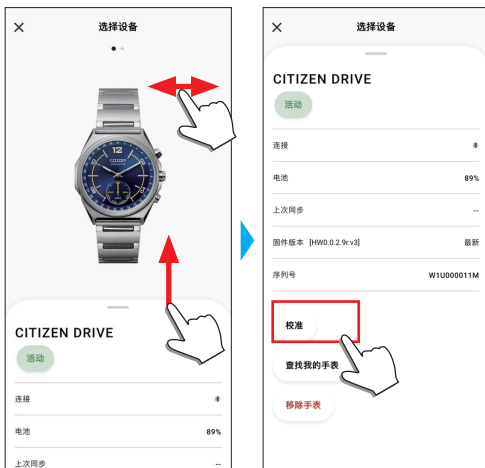 × 选择设备
12
CITIZEN
CITIZEN DRIVE
活动
连接
电池 89%
上次同步 --
× 选择设备
CITIZEN DRIVE
活动
连接
电池 89%
上次同步 --
固件版本 [HW0.0.2.9r.v3] 最新
序列号 W1U000011M
校准
查找我的手表
移除手表